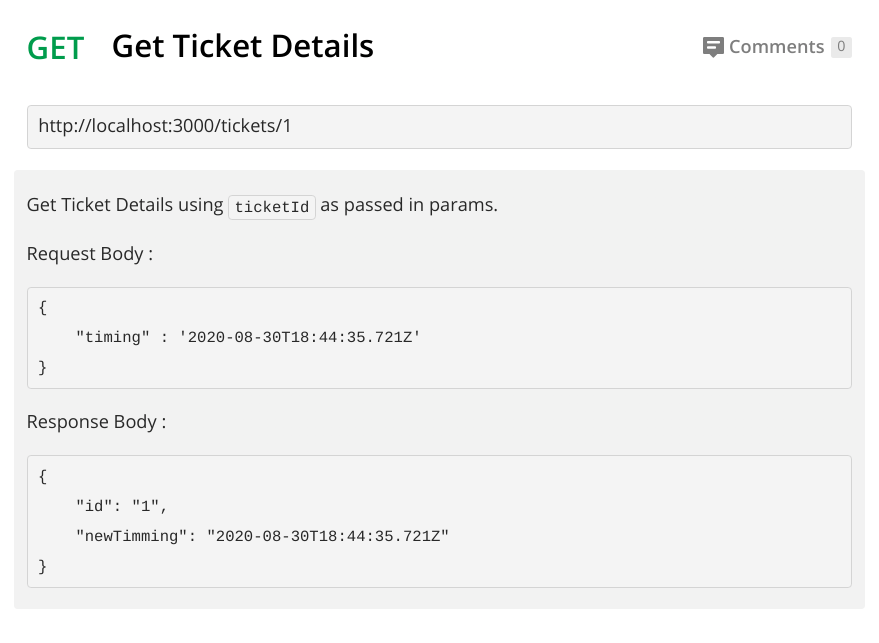 GET Get Ticket Details Comments 0
http://localhost:3000/tickets/1
Get Ticket Details using ticketId as passed in params.
Request Body :
{
    "timing" : '2020-08-30T18:44:35.721Z'
}
Response Body :
{
    "id": "1",
    "newTimming": "2020-08-30T18:44:35.721Z"
}